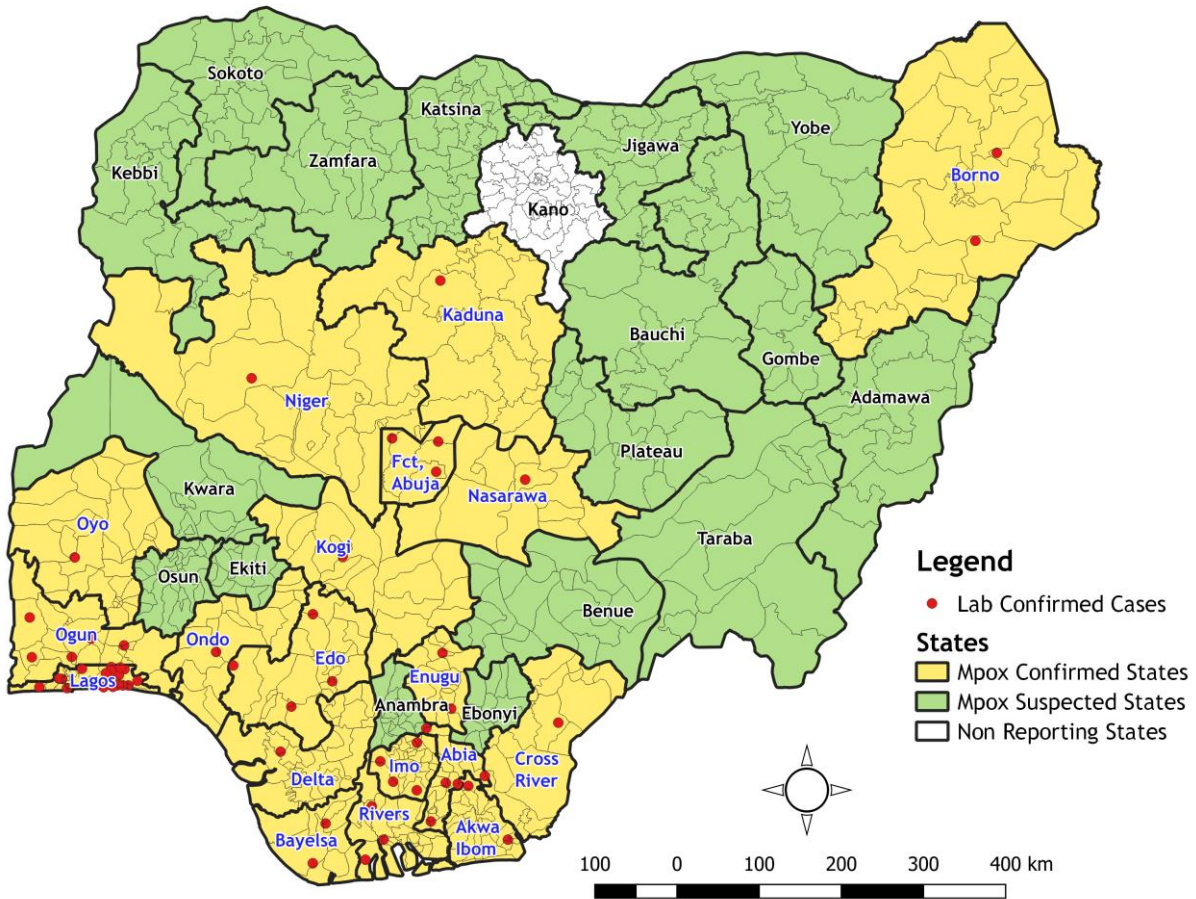 Sokoto
Katsina
Yobe
Kebbi
Zamfara
Jigawa
Borno
Kano
Kaduna
Bauchi
Gombe
Niger
Adamawa
Fct,
Abuja
Plateau
Nasarawa
Kwara
Oyo
Kogi
Taraba
Osun
Ekiti
Benue
Ogun
Ondo
Edo
Enugu
Lagos
Anambra
Ebonyi
Abia
Cross
River
Imo
Delta
Rivers
Akwa
Ibom
Bayelsa
Legend
Lab Confirmed Cases
States
Mpox Confirmed States
Mpox Suspected States
Non Reporting States
100 0 100 200 300 400 km